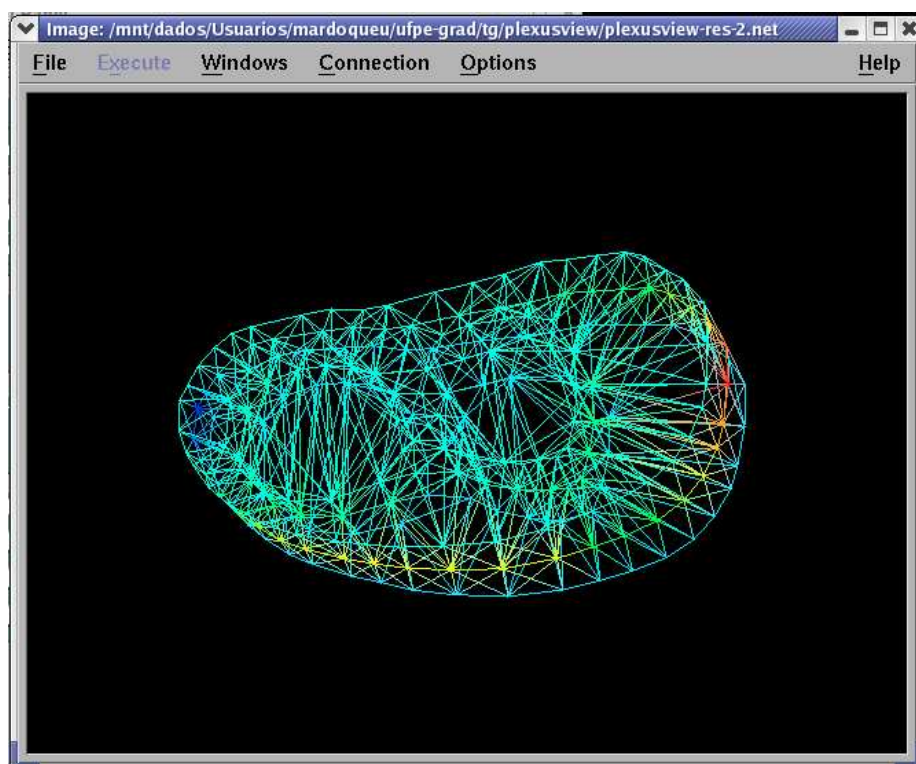 Image: /mnt/dados/Usuarios/mardoqueu/ufpe-grad/tg/plexusview/plexusview-res-2.net
File Execute Windows Connection Options Help